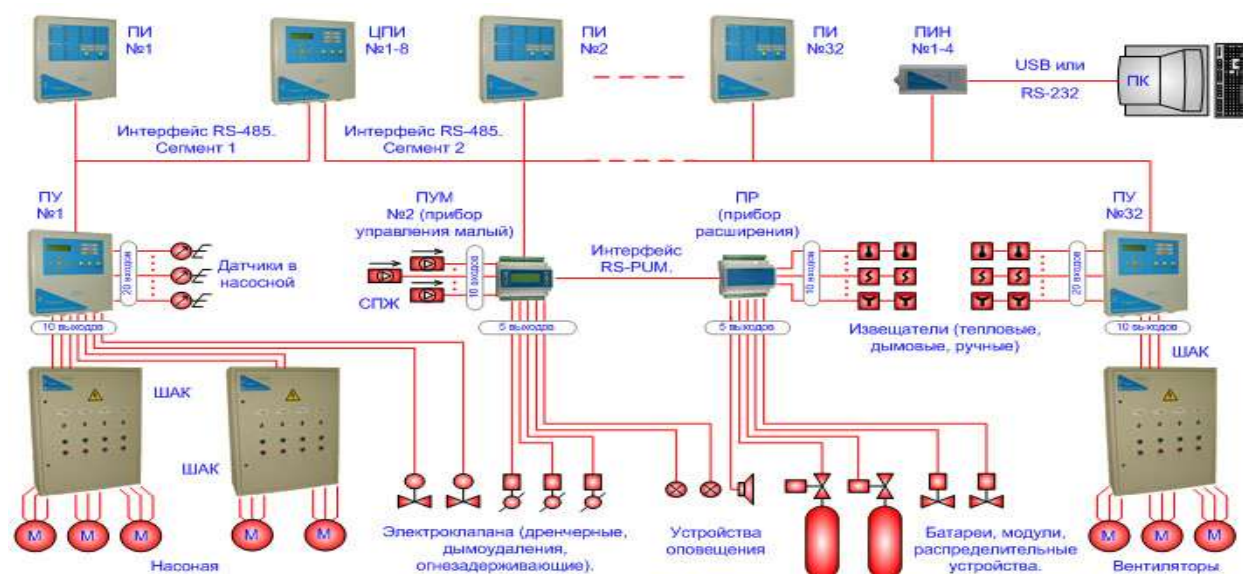 ПИ
№1
ЦПИ
№1-8
ПИ
№2
ПИ
№32
ПИН
№1-4
USB или
RS-232
ПК
Интерфейс RS-485.
Сегмент 1
Интерфейс RS-485.
Сегмент 2
ПУ
№1
20 входов
Датчики в
насосной
10 выходов
ПУМ
№2 (прибор
управления малый)
СПЖ
10 входов
5 выходов
Интерфейс
RS-PUM.
ПР
(прибор
расширения)
10 входов
5 выходов
Извещатели (тепловые,
дымовые, ручные)
ПУ
№32
20 входов
10 выходов
ШАК
ШАК
ШАК
М
М
М
М
М
Насоная
Электроклапана (дренчерные,
дымоудаления,
огнезадерживающие).
Устройства
оповещения
Батареи, модули,
распределительные
устройства.
М
М
М
Вентиляторы